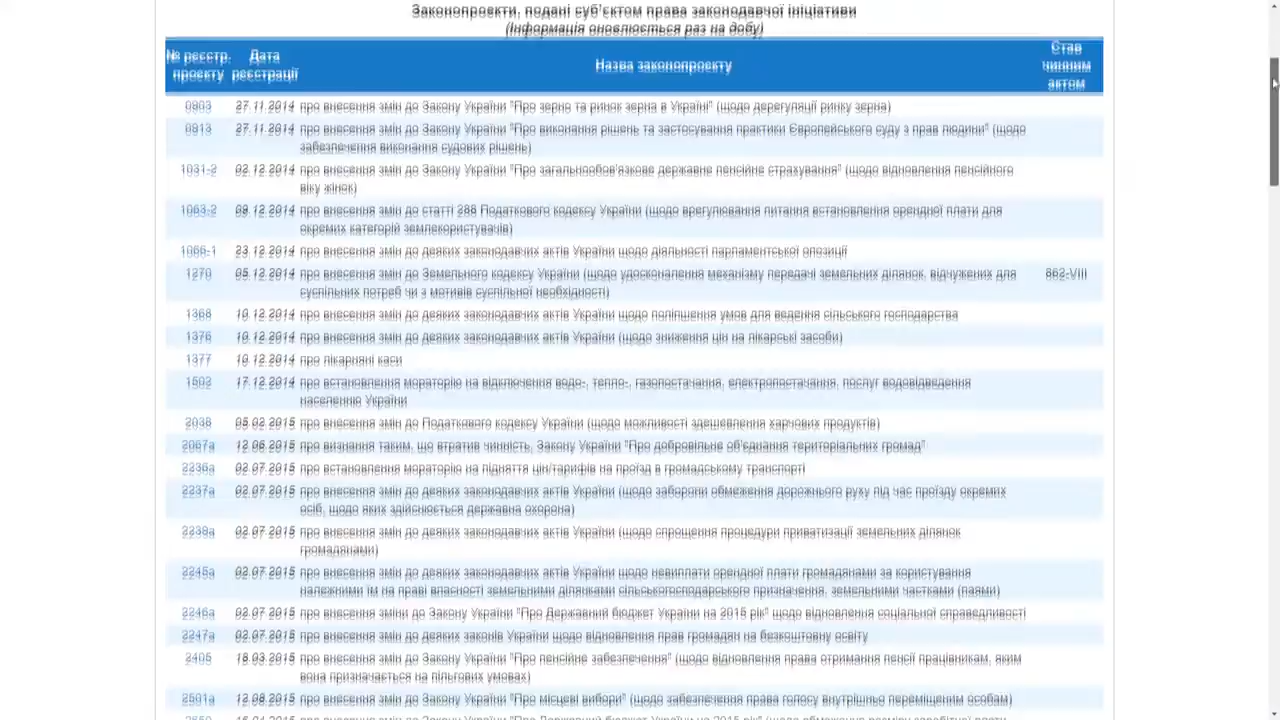 Законопроекти, подані суб'єктом права законодавчої ініціативи
(Інформація оновлюється раз на добу)
№ реєстр. проекту Дата реєстрації Назва законопроекту Став чинним актом
0903 27.11.2014 про внесення змін до Закону України "Про зерно та ринок зерна в Україні" (щодо дерегуляції ринку зерна)
0913 27.11.2014 про внесення змін до Закону України "Про виконання рішень та застосування практики Європейського суду з прав людини" (щодо
забезпечення виконання судових рішень)
1031-2 02.12.2014 про внесення змін до Закону України "Про загальнообов'язкове державне пенсійне страхування" (щодо відновлення пенсійного
віку жінок)
1063-2 09.12.2014 про внесення змін до статті 288 Податкового кодексу України (щодо врегулювання питання встановлення орендної плати для
окремих категорій землекористувачів)
1066-1 23.12.2014 про внесення змін до деяких законодавчих актів України щодо діяльності парламентської опозиції
1270 05.12.2014 про внесення змін до Земельного кодексу України (щодо удосконалення механізму передачі земельних ділянок, відчужених для 862-VIII
суспільних потреб чи з мотивів суспільної необхідності)
1368 10.12.2014 про внесення змін до деяких законодавчих актів України щодо поліпшення умов для ведення сільського господарства
1376 10.12.2014 про внесення змін до деяких законодавчих актів України (щодо зниження цін на лікарські засоби)
1377 10.12.2014 про лікарняні каси
1502 17.12.2014 про встановлення мораторію на відключення водо-, тепло-, газопостачання, електропостачання, послуг водовідведення
населенню України
2038 05.02.2015 про внесення змін до Податкового кодексу України (щодо можливості здешевлення харчових продуктів)
2067а 12.06.2015 про визнання таким, що втратив чинність, Закону України "Про добровільне об'єднання територіальних громад"
2236а 02.07.2015 про встановлення мораторію на підняття цін/тарифів на проїзд в громадському транспорті
2237а 02.07.2015 про внесення змін до деяких законодавчих актів України (щодо заборони обмеження дорожнього руху під час проїзду окремих
осіб, щодо яких здійснюється державна охорона)
2238а 02.07.2015 про внесення змін до деяких законодавчих актів України (щодо спрощення процедури приватизації земельних ділянок
громадянами)
2245а 02.07.2015 про внесення змін до деяких законодавчих актів України щодо невиплати орендної плати громадянами за користування
належними їм на праві власності земельними ділянками сільськогосподарського призначення, земельними частками (паями)
2246а 02.07.2015 про внесення зміни до Закону України "Про Державний бюджет України на 2015 рік" щодо відновлення соціальної справедливості
2247а 02.07.2015 про внесення змін до деяких законів України щодо відновлення прав громадян на безкоштовну освіту
2405 18.03.2015 про внесення змін до Закону України "Про пенсійне забезпечення" (щодо відновлення права отримання пенсії працівникам, яким
вона призначається на пільгових умовах)
2501а 12.08.2015 про внесення змін до Закону України "Про місцеві вибори" (щодо забезпечення права голосу внутрішньо переміщеним особам)
про внесення змін до Закону України "Про Державний бюджет України на 2015 рік" (щодо обмеження розміру заробітної плати